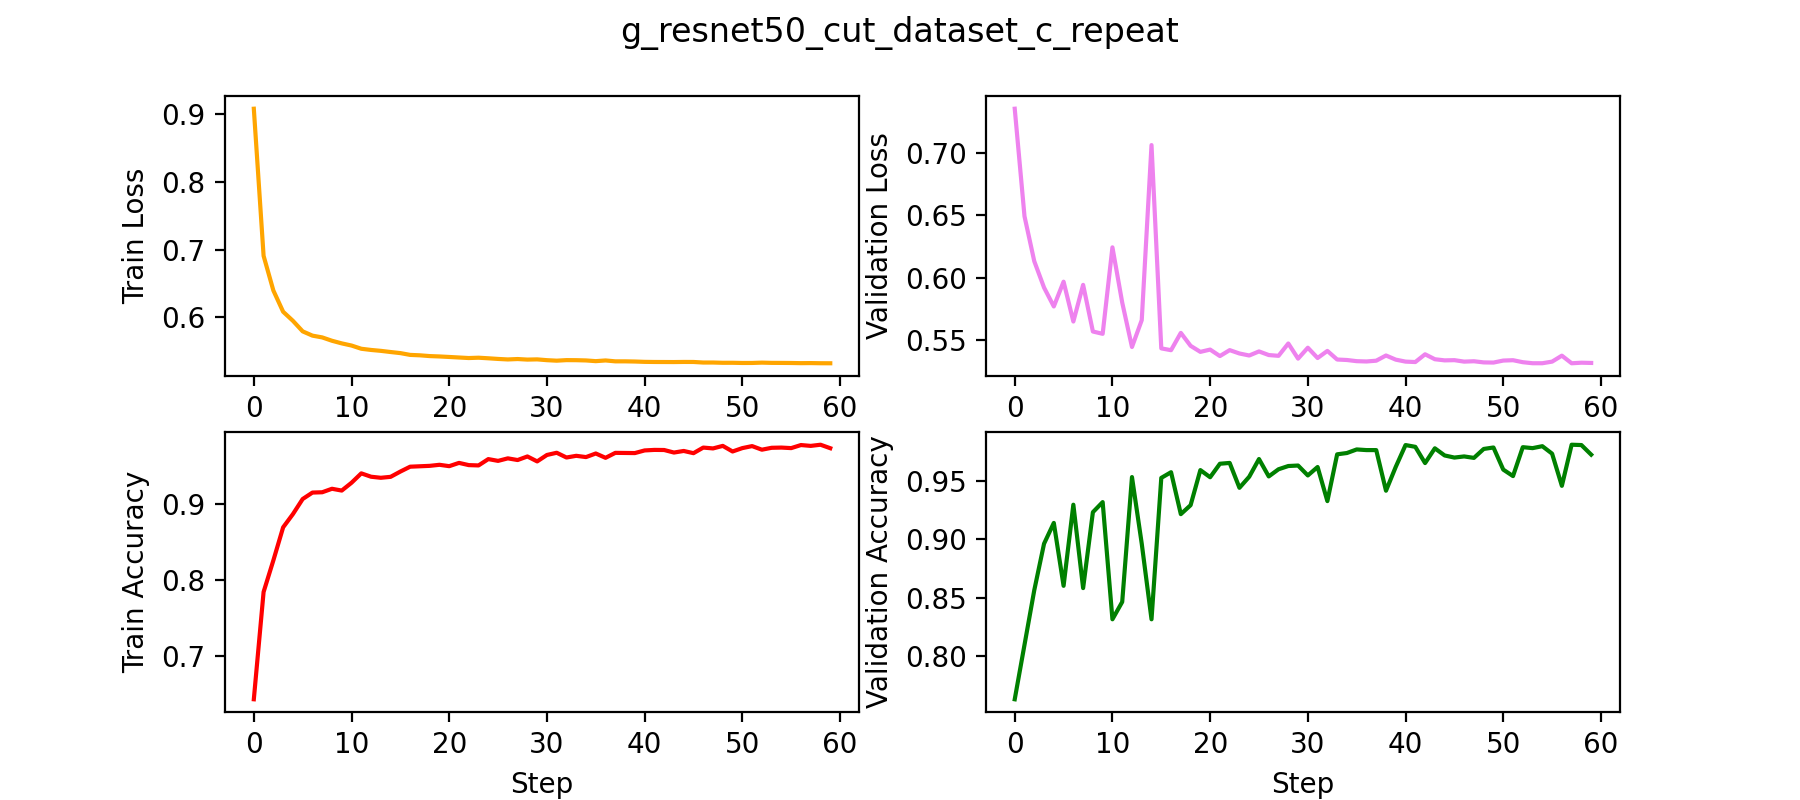 g_resnet50_cut_dataset_c_repeat
Train Loss
0.9
0.8
0.7
0.6
0 10 20 30 40 50 60
Validation Loss
0.70
0.65
0.60
0.55
0 10 20 30 40 50 60
Train Accuracy
0.9
0.8
0.7
0 10 20 30 40 50 60
Step
Validation Accuracy
0.95
0.90
0.85
0.80
0 10 20 30 40 50 60
Step